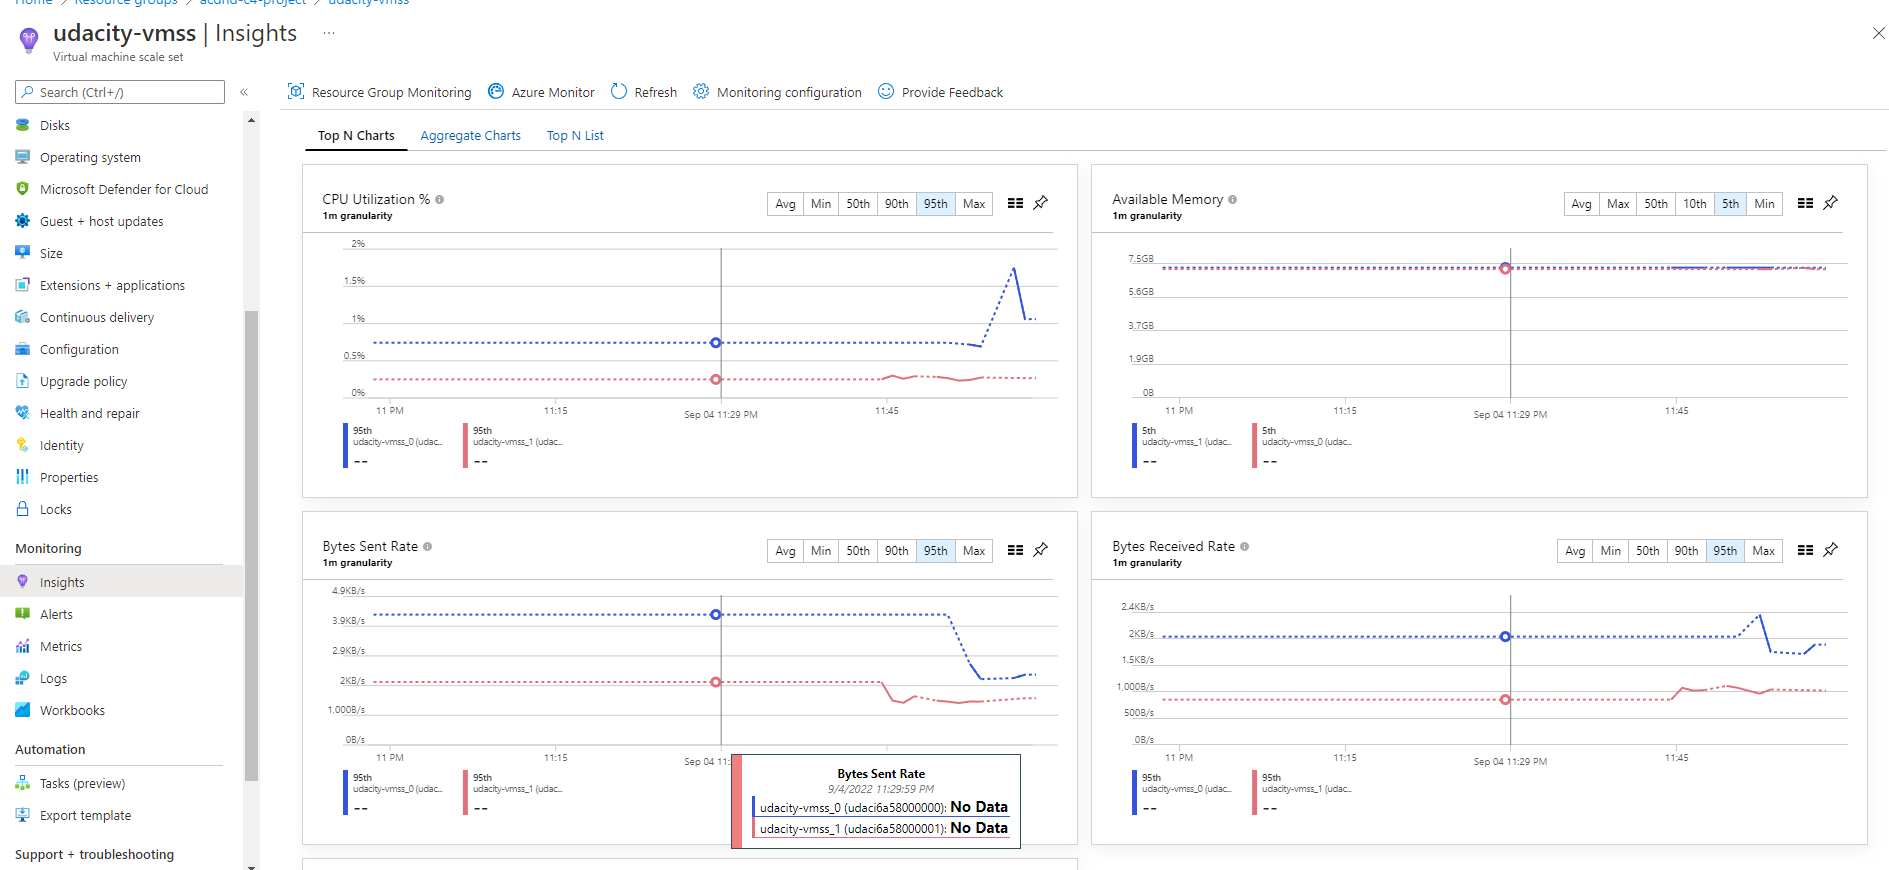 Home > Resource groups > acdnd-c4-project > udacity-vmss
udacity-vmss | Insights ...
Virtual machine scale set
Search (Ctrl+/) «
Disks
Operating system
Microsoft Defender for Cloud
Guest + host updates
Size
Extensions + applications
Continuous delivery
Configuration
Upgrade policy
Health and repair
Identity
Properties
Locks
Monitoring
Insights
Alerts
Metrics
Logs
Workbooks
Automation
Tasks (preview)
Export template
Support + troubleshooting
Resource Group Monitoring Azure Monitor Refresh Monitoring configuration Provide Feedback
Top N Charts Aggregate Charts Top N List
CPU Utilization %
1m granularity
Avg Min 50th 90th 95th Max
2%
1.5%
1%
0.5%
0%
11 PM 11:15 Sep 04 11:29 PM 11:45
95th 95th
udacity-vmss_0 (udac... udacity-vmss_1 (udac...
-- --
Available Memory
1m granularity
Avg Max 50th 10th 5th Min
7.5GB
5.6GB
3.7GB
1.9GB
0B
11 PM 11:15 Sep 04 11:29 PM 11:45
5th 5th
udacity-vmss_1 (udac... udacity-vmss_0 (udac...
-- --
Bytes Sent Rate
1m granularity
Avg Min 50th 90th 95th Max
4.9KB/s
3.9KB/s
2.9KB/s
2KB/s
1,000B/s
0B/s
11 PM 11:15 Sep 04 11:
95th 95th
udacity-vmss_0 (udac... udacity-vmss_1 (udac...
-- --
Bytes Sent Rate
9/4/2022 11:29:59 PM
udacity-vmss_0 (udaci6a58000000): No Data
udacity-vmss_1 (udaci6a58000001): No Data
Bytes Received Rate
1m granularity
Avg Min 50th 90th 95th Max
2.4KB/s
2KB/s
1.5KB/s
1,000B/s
500B/s
0B/s
11 PM 11:15 Sep 04 11:29 PM 11:45
95th 95th
udacity-vmss_0 (udac... udacity-vmss_1 (udac...
-- --